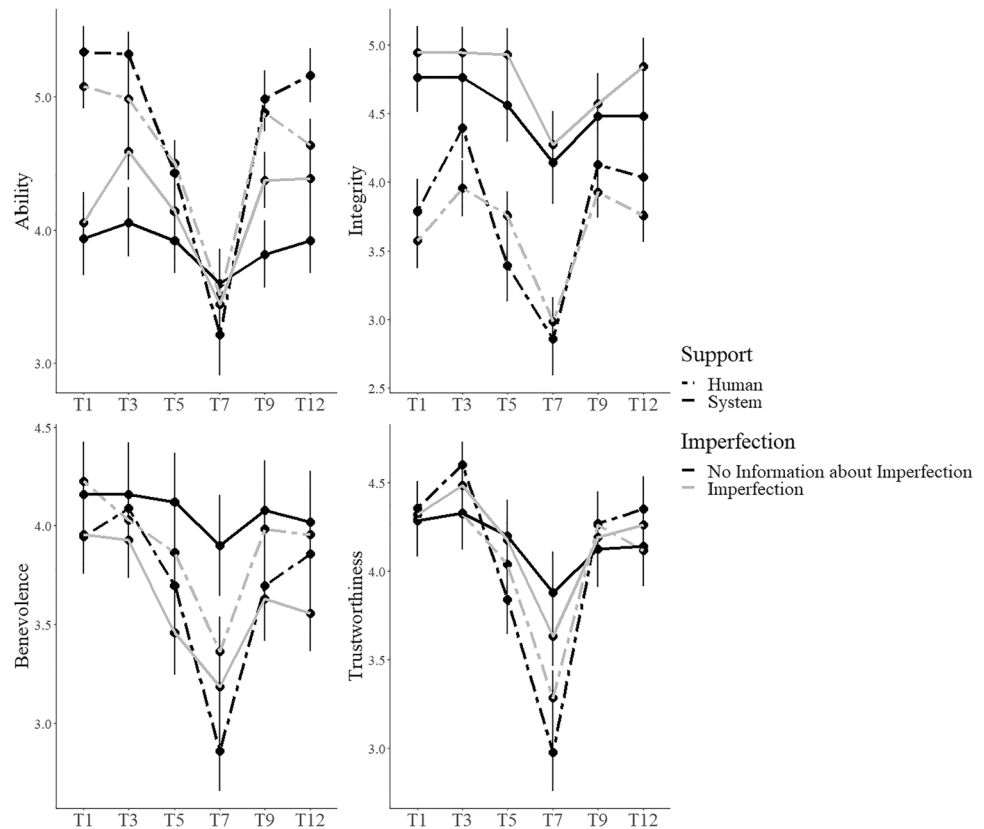 Ability
5.0
4.0
3.0
T1 T3 T5 T7 T9 T12
Integrity
5.0
4.5
4.0
3.5
3.0
2.5
T1 T3 T5 T7 T9 T12
Support
Human
System
Imperfection
No Information about Imperfection
Imperfection
Benevolence
4.5
4.0
3.5
3.0
T1 T3 T5 T7 T9 T12
Trustworthiness
4.5
4.0
3.5
3.0
T1 T3 T5 T7 T9 T12